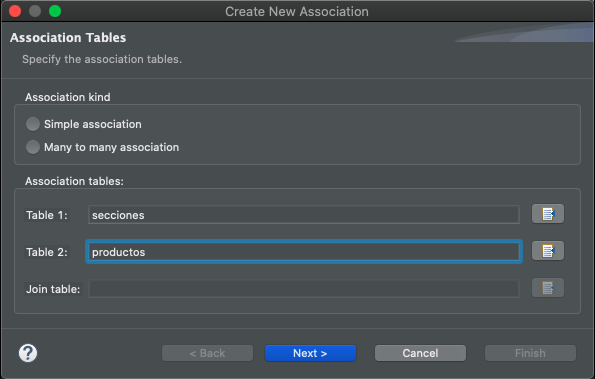 Create New Association
Association Tables
Specify the association tables.
Association kind
Simple association
Many to many association
Association tables:
Table 1: secciones
Table 2: productos
Join table:
? < Back Next > Cancel Finish